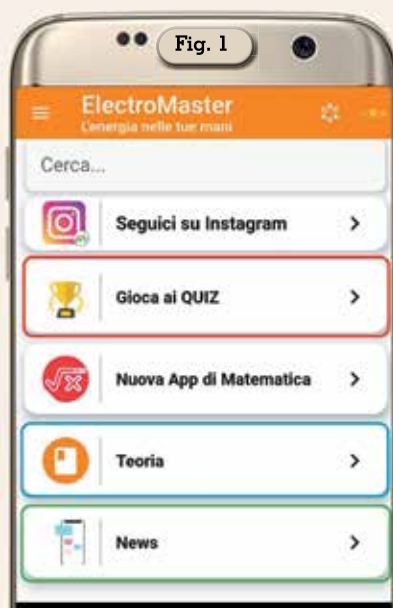 Fig. 1
ElectroMaster
L'energia nelle tue mani
Cerca...
Seguici su Instagram
Gioca ai QUIZ
√x
Nuova App di Matematica
Teoria
News